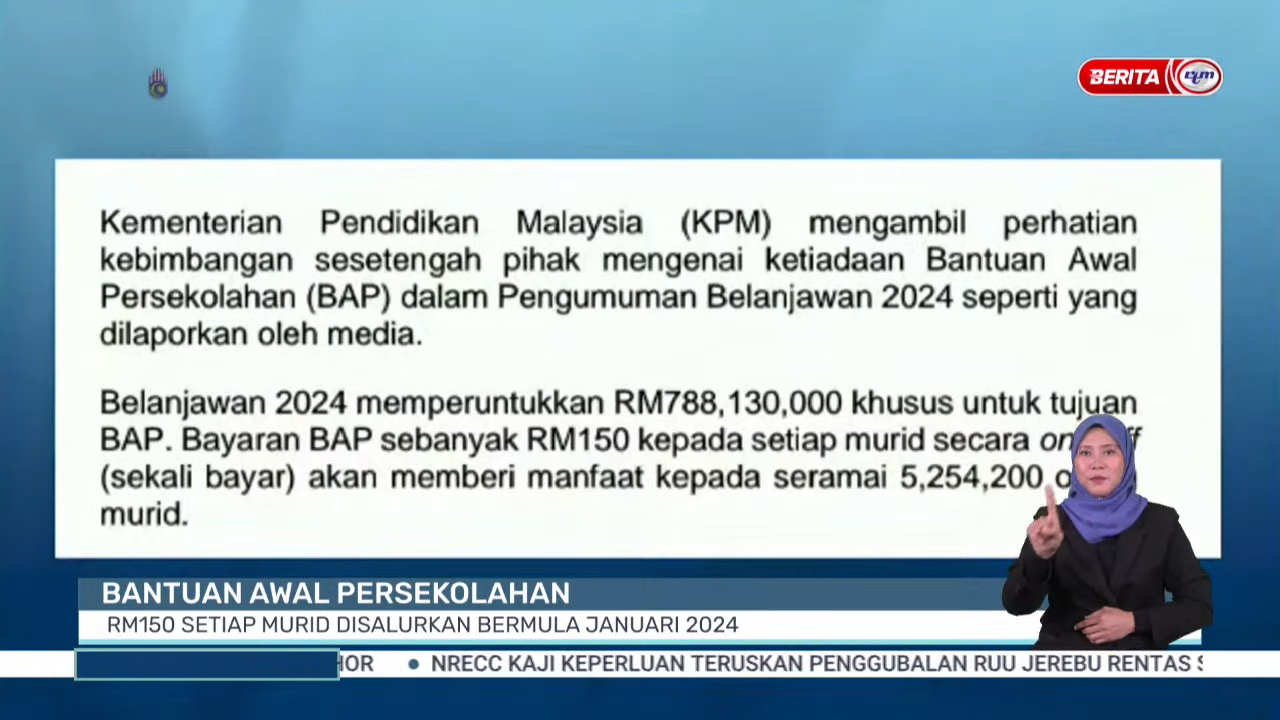 BERITA rtm
Kementerian Pendidikan Malaysia (KPM) mengambil perhatian
kebimbangan sesetengah pihak mengenai ketiadaan Bantuan Awal
Persekolahan (BAP) dalam Pengumuman Belanjawan 2024 seperti yang
dilaporkan oleh media.
Belanjawan 2024 memperuntukkan RM788,130,000 khusus untuk tujuan
BAP. Bayaran BAP sebanyak RM150 kepada setiap murid secara
(sekali bayar) akan memberi manfaat kepada seramai 5,254,200
murid.
BANTUAN AWAL PERSEKOLAHAN
RM150 SETIAP MURID DISALURKAN BERMULA JANUARI 2024
HOR • NRECC KAJI KEPERLUAN TERUSKAN PENGGUBALAN RUU JEREBU RENTAS